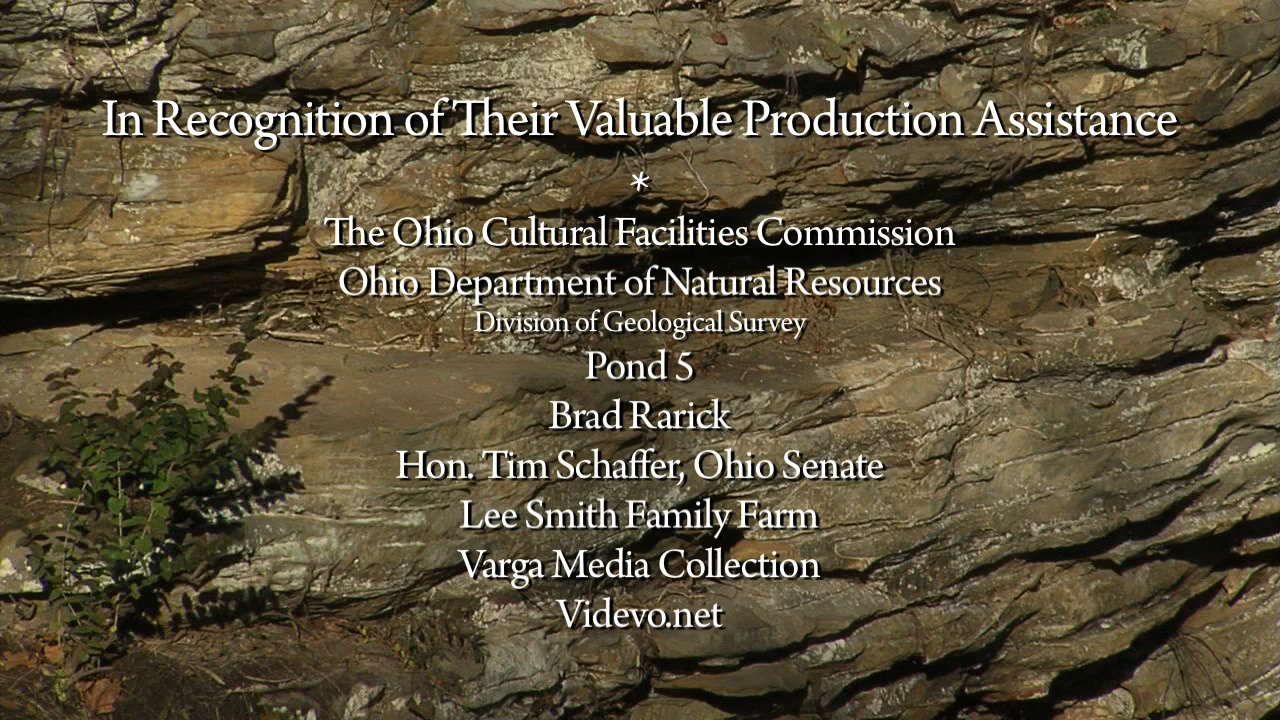 In Recognition of Their Valuable Production Assistance
*
The Ohio Cultural Facilities Commission
Ohio Department of Natural Resources
Division of Geological Survey
Pond 5
Brad Rarick
Hon. Tim Schaffer, Ohio Senate
Lee Smith Family Farm
Varga Media Collection
Videvo.net